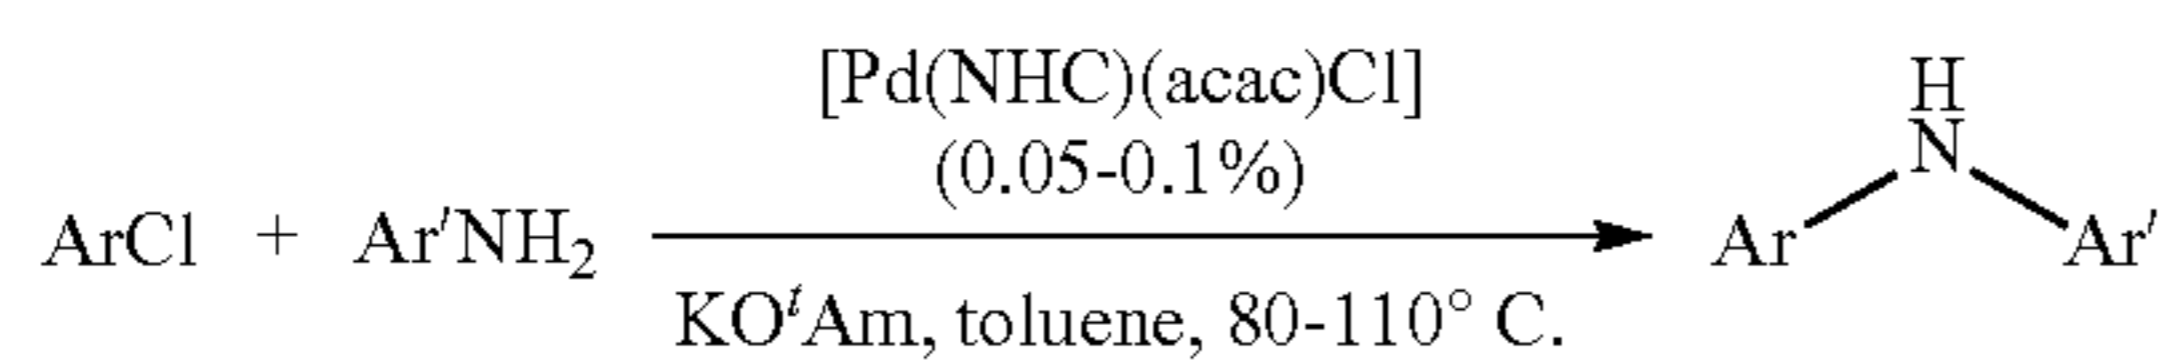 [Pd(NHC)(acac)Cl]
(0.05-0.1%)
ArCl + Ar′NH₂
KOᵗAm, toluene, 80-110° C.
H
N
Ar Ar′